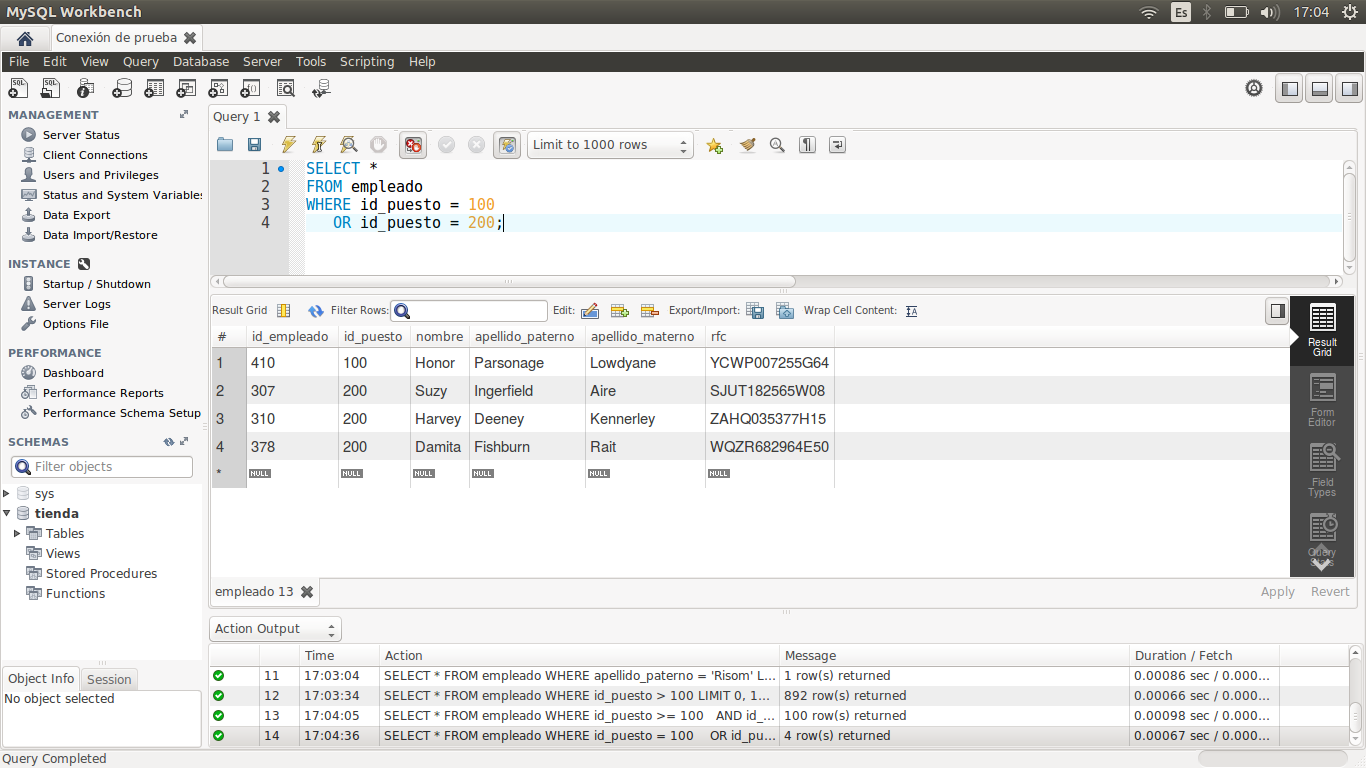 MySQL Workbench
Es
17:04
Conexión de prueba
File Edit View Query Database Server Tools Scripting Help
MANAGEMENT
Server Status
Client Connections
Users and Privileges
Status and System Variables
Data Export
Data Import/Restore
INSTANCE
Startup / Shutdown
Server Logs
Options File
PERFORMANCE
Dashboard
Performance Reports
Performance Schema Setup
SCHEMAS
Filter objects
sys
tienda
Tables
Views
Stored Procedures
Functions
Object Info Session
No object selected
Query 1
Limit to 1000 rows
1 SELECT *
2 FROM empleado
3 WHERE id_puesto = 100
4 OR id_puesto = 200;
Result Grid Filter Rows: Edit: Export/Import: Wrap Cell Content:
# id_empleado id_puesto nombre apellido_paterno apellido_materno rfc
1 410 100 Honor Parsonage Lowdyane YCWP007255G64
2 307 200 Suzy Ingerfield Aire SJUT182565W08
3 310 200 Harvey Deeney Kennerley ZAHQ035377H15
4 378 200 Damita Fishburn Rait WQZR682964E50
* NULL NULL NULL NULL NULL NULL
Result
Grid
Form
Editor
Field
Types
Query
Stats
empleado 13
Apply Revert
Action Output
Time Action Message Duration / Fetch
11 17:03:04 SELECT * FROM empleado WHERE apellido_paterno = 'Risom' L... 1 row(s) returned 0.00086 sec / 0.000...
12 17:03:34 SELECT * FROM empleado WHERE id_puesto > 100 LIMIT 0, 1... 892 row(s) returned 0.00066 sec / 0.000...
13 17:04:05 SELECT * FROM empleado WHERE id_puesto >= 100 AND id_... 100 row(s) returned 0.00098 sec / 0.000...
14 17:04:36 SELECT * FROM empleado WHERE id_puesto = 100 OR id_pu... 4 row(s) returned 0.00067 sec / 0.000...
Query Completed